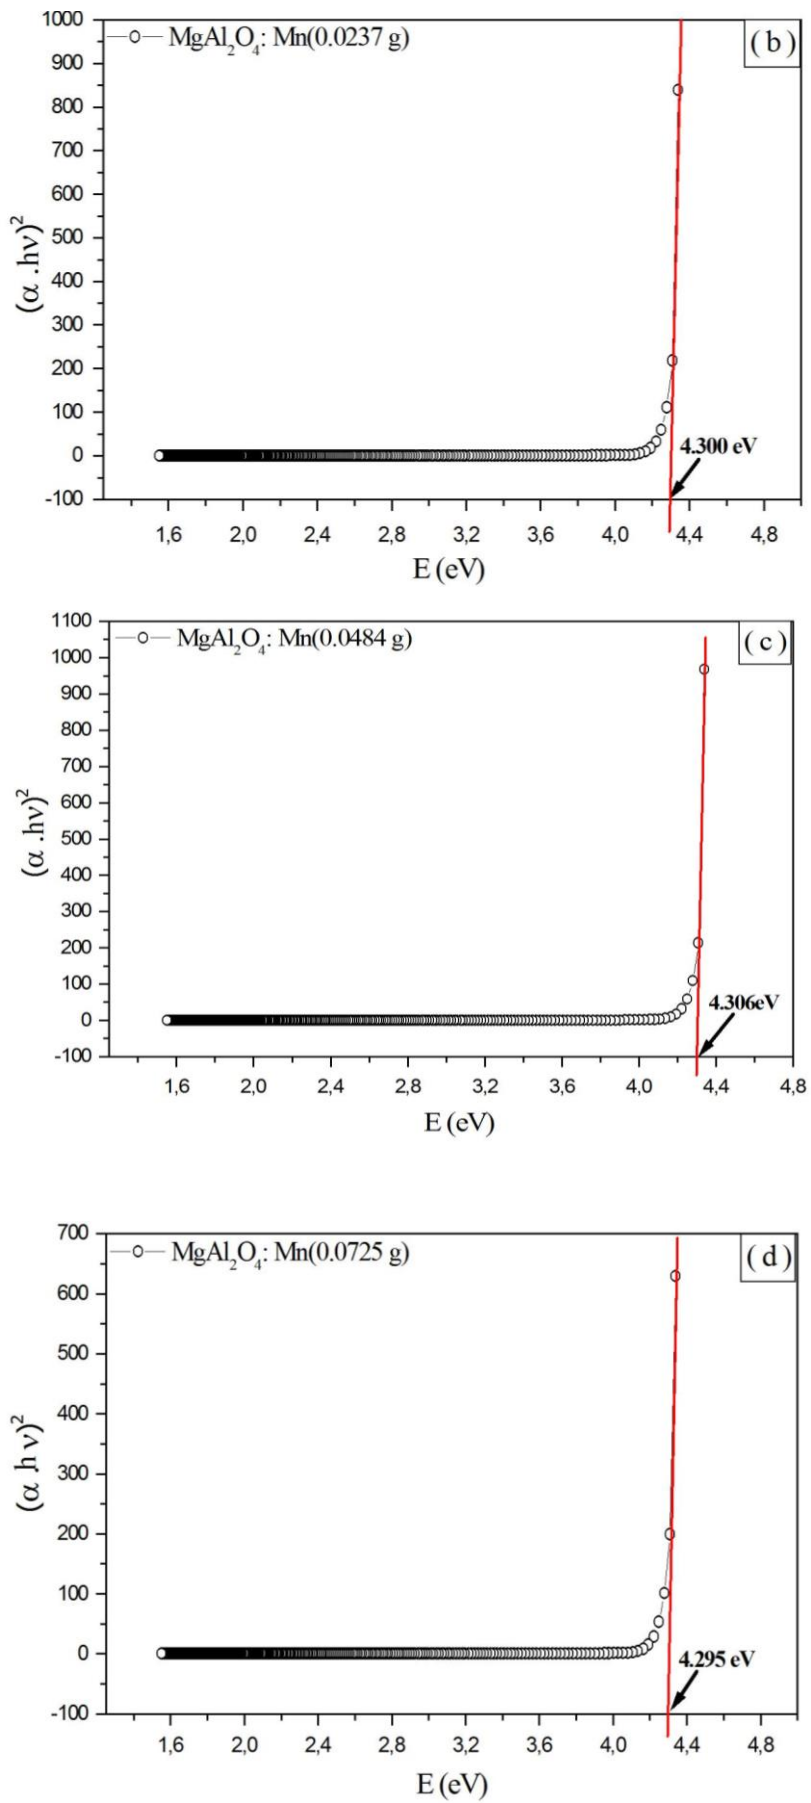 MgAl₂O₄: Mn(0.0237 g)
( b )
1000
900
800
700
600
500
400
300
200
100
0
-100
(α .hν)²
4.300 eV
1,6 2,0 2,4 2,8 3,2 3,6 4,0 4,4 4,8
E (eV)
MgAl₂O₄: Mn(0.0484 g)
( c )
1100
1000
900
800
700
600
500
400
300
200
100
0
-100
(α .hν)²
4.306eV
1,6 2,0 2,4 2,8 3,2 3,6 4,0 4,4 4,8
E (eV)
MgAl₂O₄: Mn(0.0725 g)
( d )
700
600
500
400
300
200
100
0
-100
(α .h ν)²
4.295 eV
1,6 2,0 2,4 2,8 3,2 3,6 4,0 4,4 4,8
E (eV)